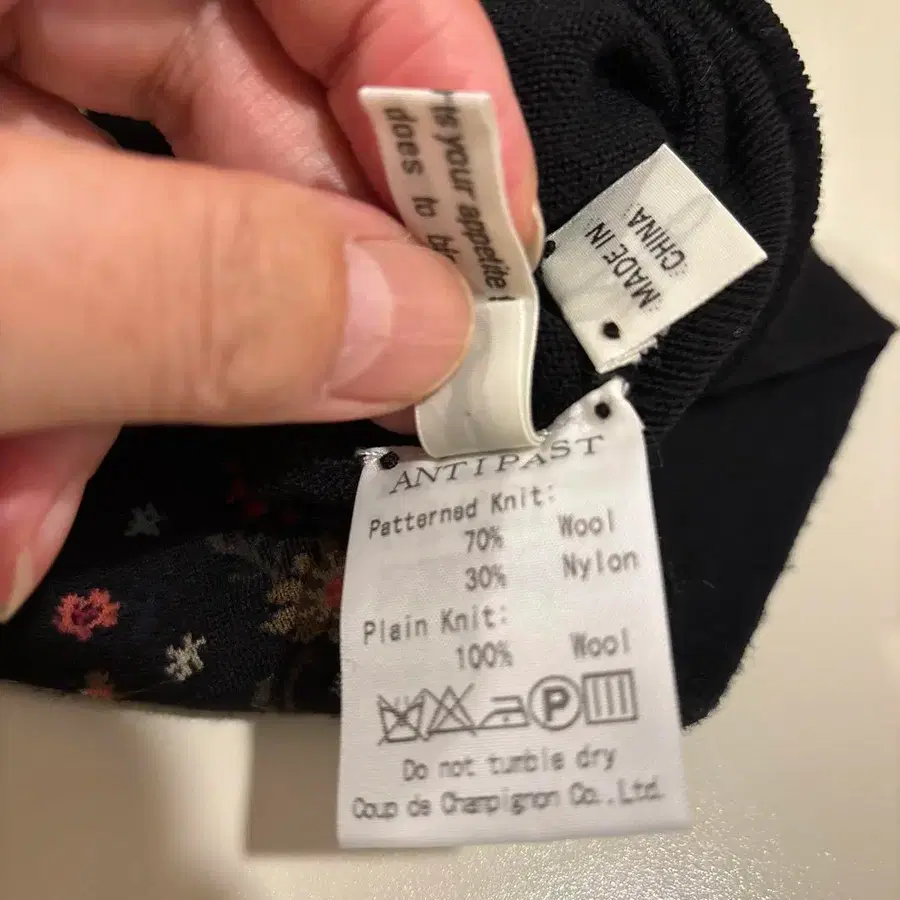 is your appetite
does to
MADE IN
CHINA
ANTIPAST
Patterned Knit:
70% Wool
30% Nylon
Plain Knit:
100% Wool
P
Do not tumble dry
Coup de Champignon Co.,Ltd.